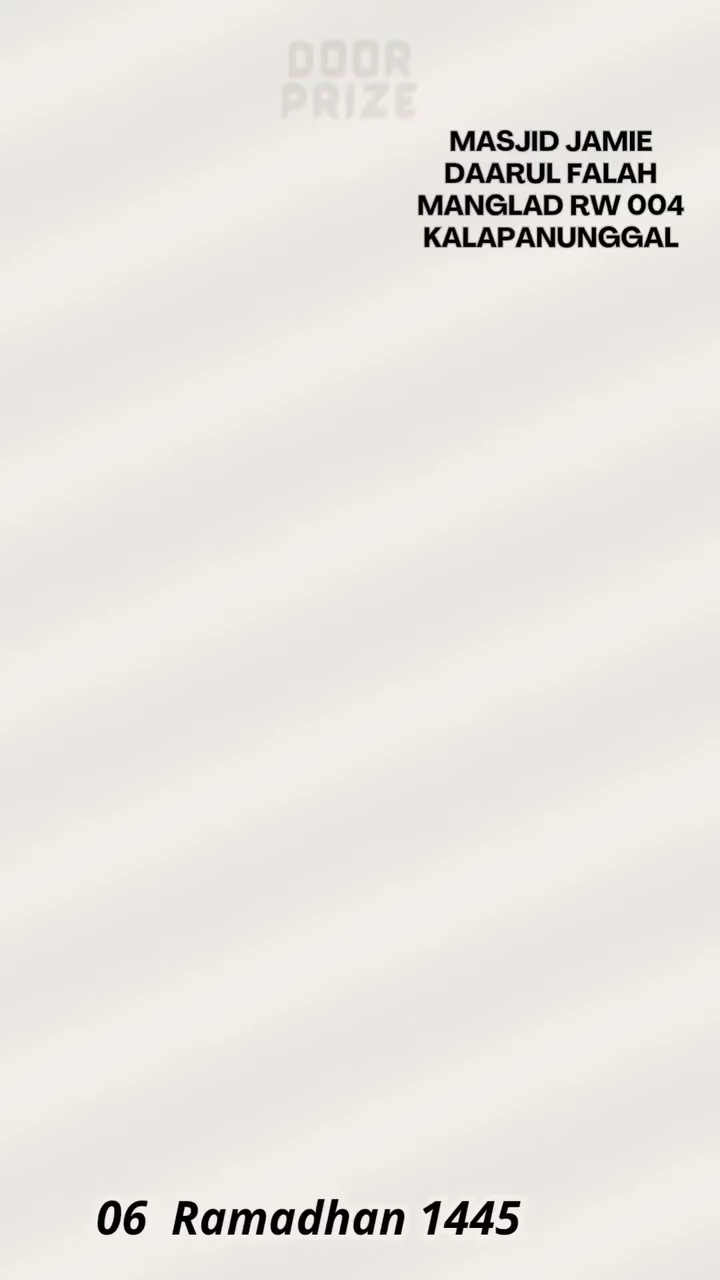 DOOR
PRIZE
MASJID JAMIE
DAARUL FALAH
MANGLAD RW 004
KALAPANUNGGAL
06 Ramadhan 1445